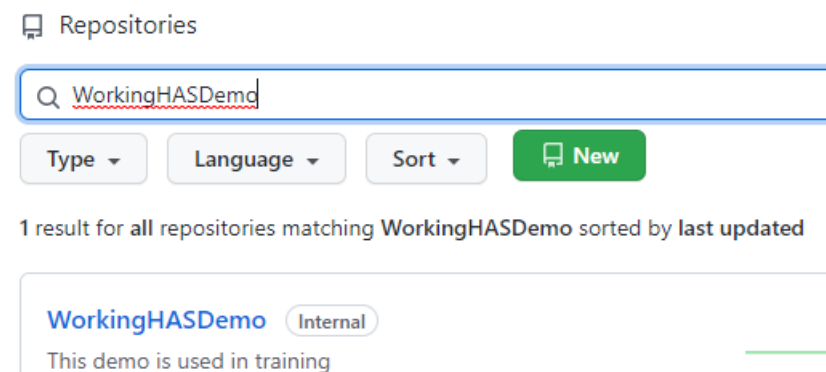 Repositories
WorkingHASDemo
Type Language Sort New
1 result for all repositories matching WorkingHASDemo sorted by last updated
WorkingHASDemo Internal
This demo is used in training